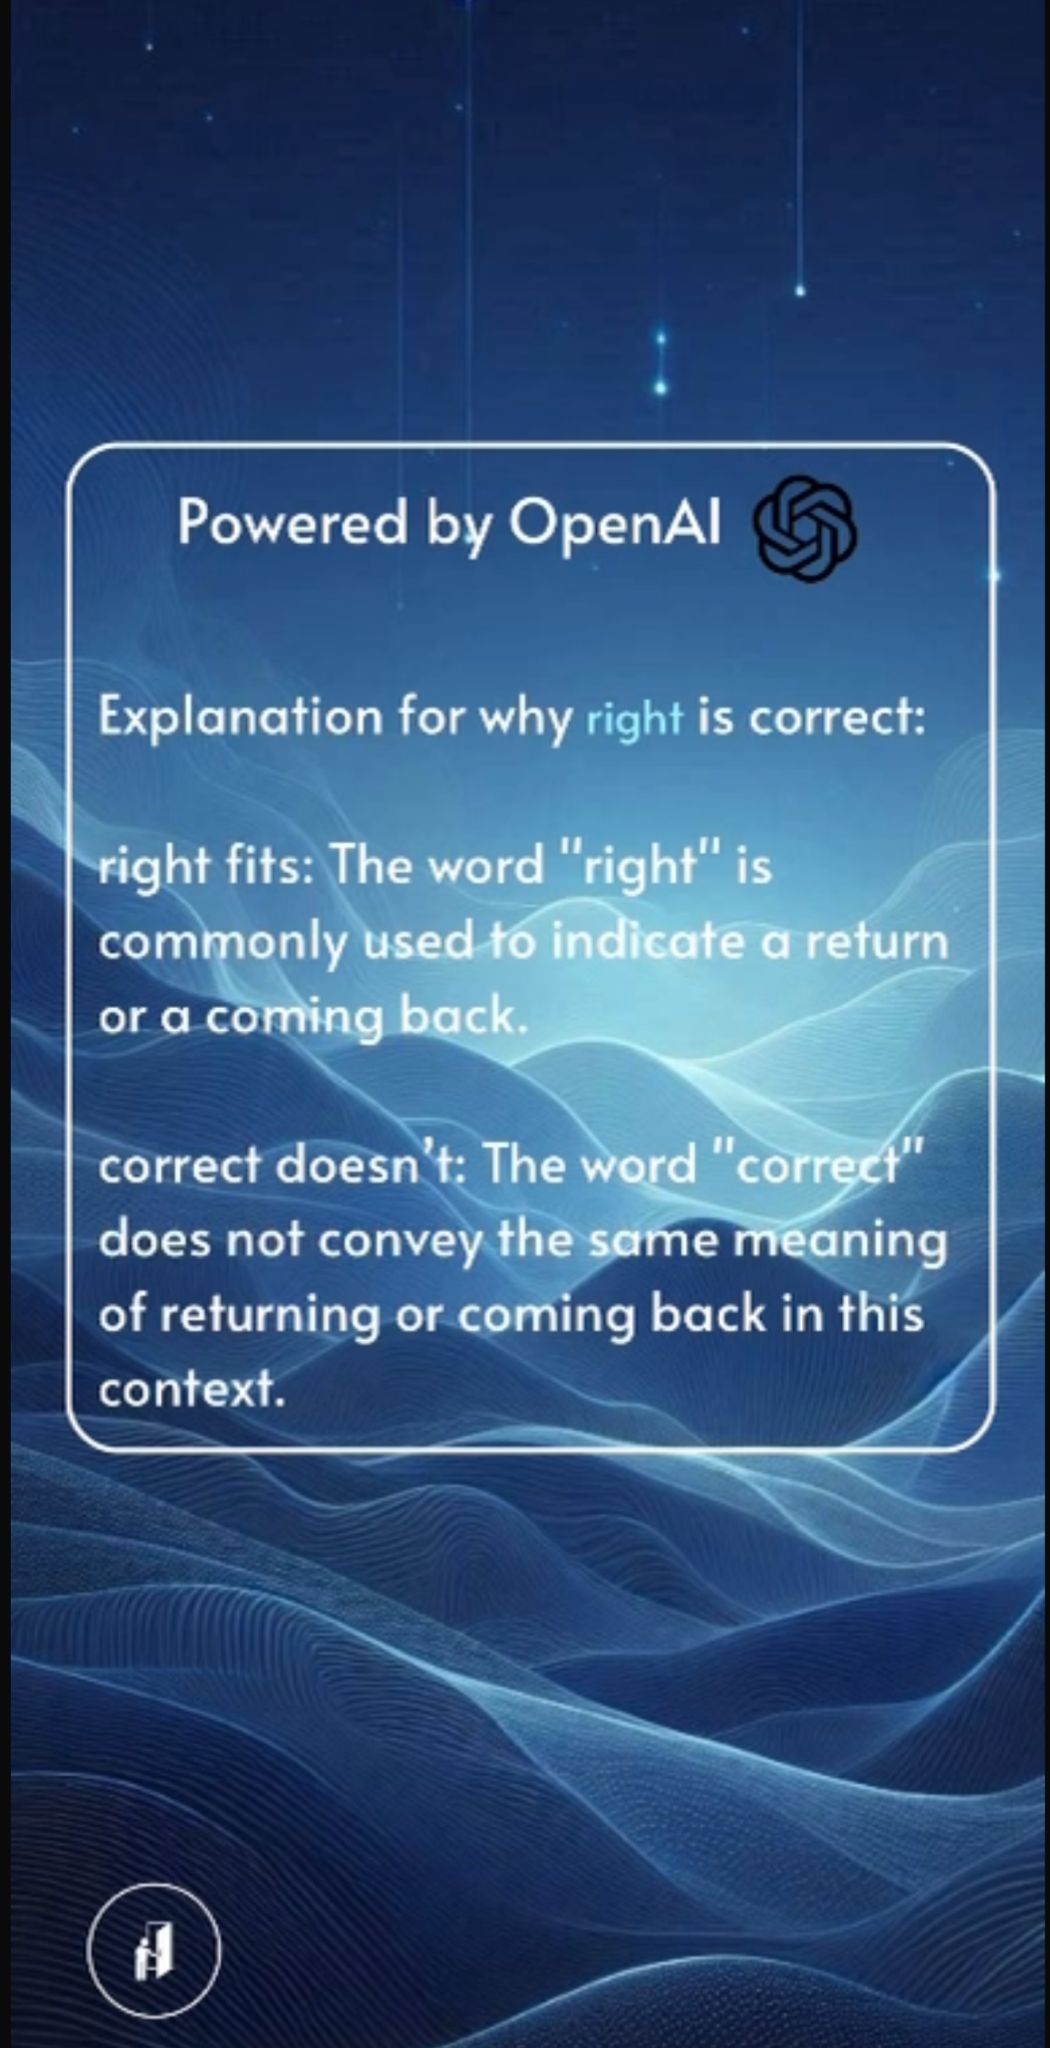 Powered by OpenAI
Explanation for why right is correct:
right fits: The word "right" is
commonly used to indicate a return
or a coming back.
correct doesn't: The word "correct"
does not convey the same meaning
of returning or coming back in this
context.